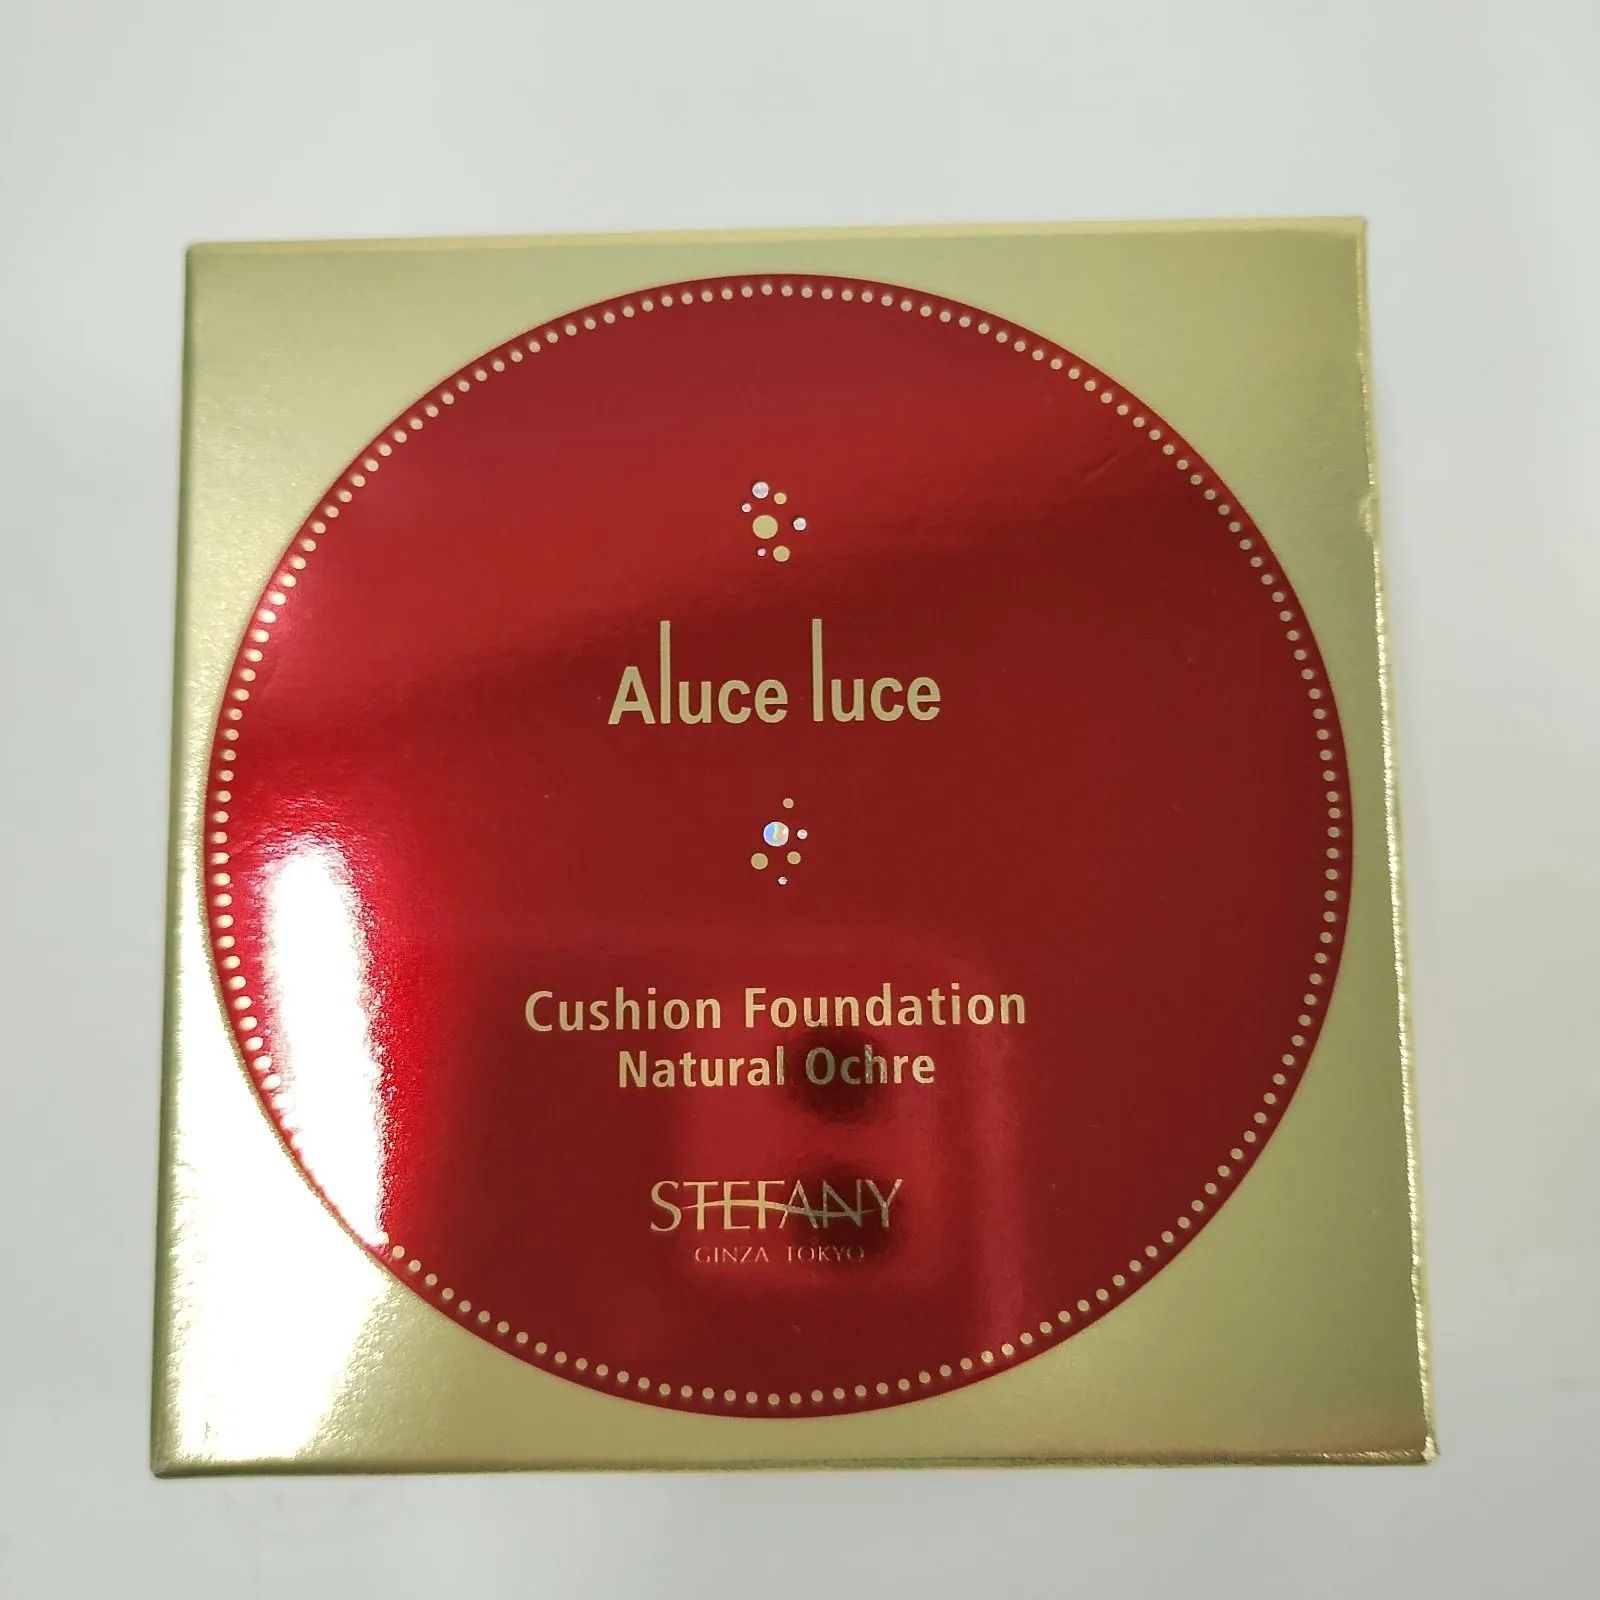 Aluce luce
Cushion Foundation
Natural Ochre
STEFANY
GINZA TOKYO